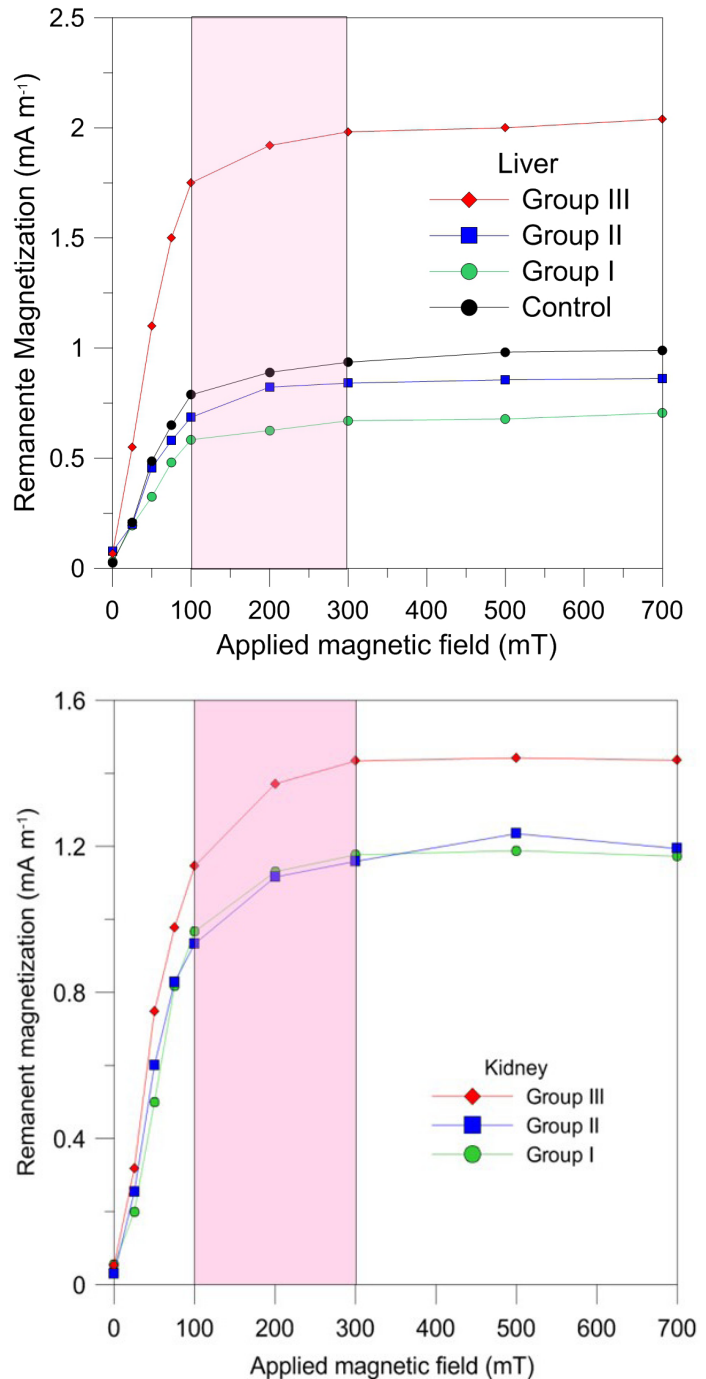 2.5
2
1.5
1
0.5
0
Remanente Magnetization (mA m⁻¹)
Liver
Group III
Group II
Group I
Control
0 100 200 300 400 500 600 700
Applied magnetic field (mT)
1.6
1.2
0.8
0.4
0
Remanent magnetization (mA m⁻¹)
Kidney
Group III
Group II
Group I
0 100 200 300 400 500 600 700
Applied magnetic field (mT)